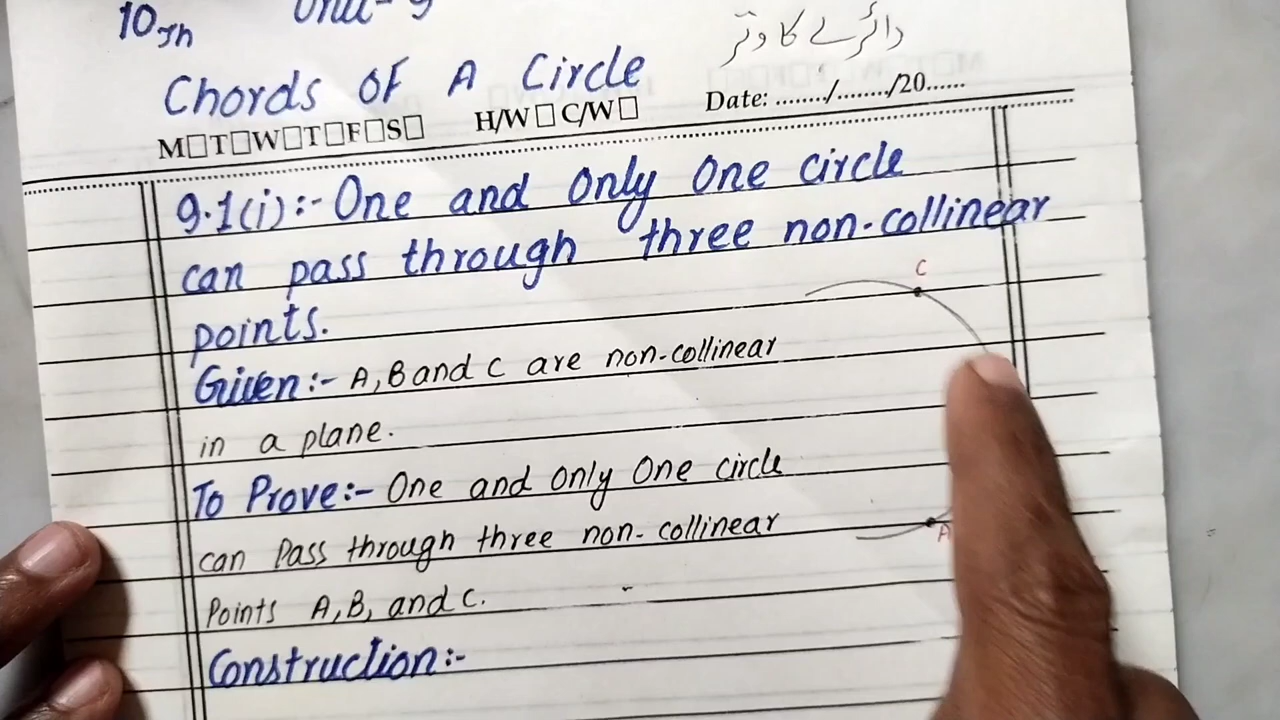 10th Unit-9
دائرے کا وتر
Chords OF A Circle
M□T□W□T□F□S□ H/W□ C/W□ Date: ......../......../20......
9.1(i):- One and Only One circle
can pass through three non-collinear
points.
C
Given:- A, B and C are non-collinear
in a plane.
To Prove:- One and Only One circle
can Pass through three non-collinear
A
Points A, B, and C.
Construction:-